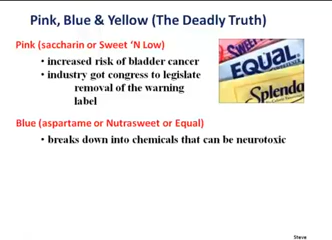 Pink, Blue & Yellow (The Deadly Truth)
Pink (saccharin or Sweet 'N Low)
• increased risk of bladder cancer
• industry got congress to legislate
removal of the warning
label
SWEET
EQUAL
Splenda
Blue (aspartame or Nutrasweet or Equal)
• breaks down into chemicals that can be neurotoxic
Steve